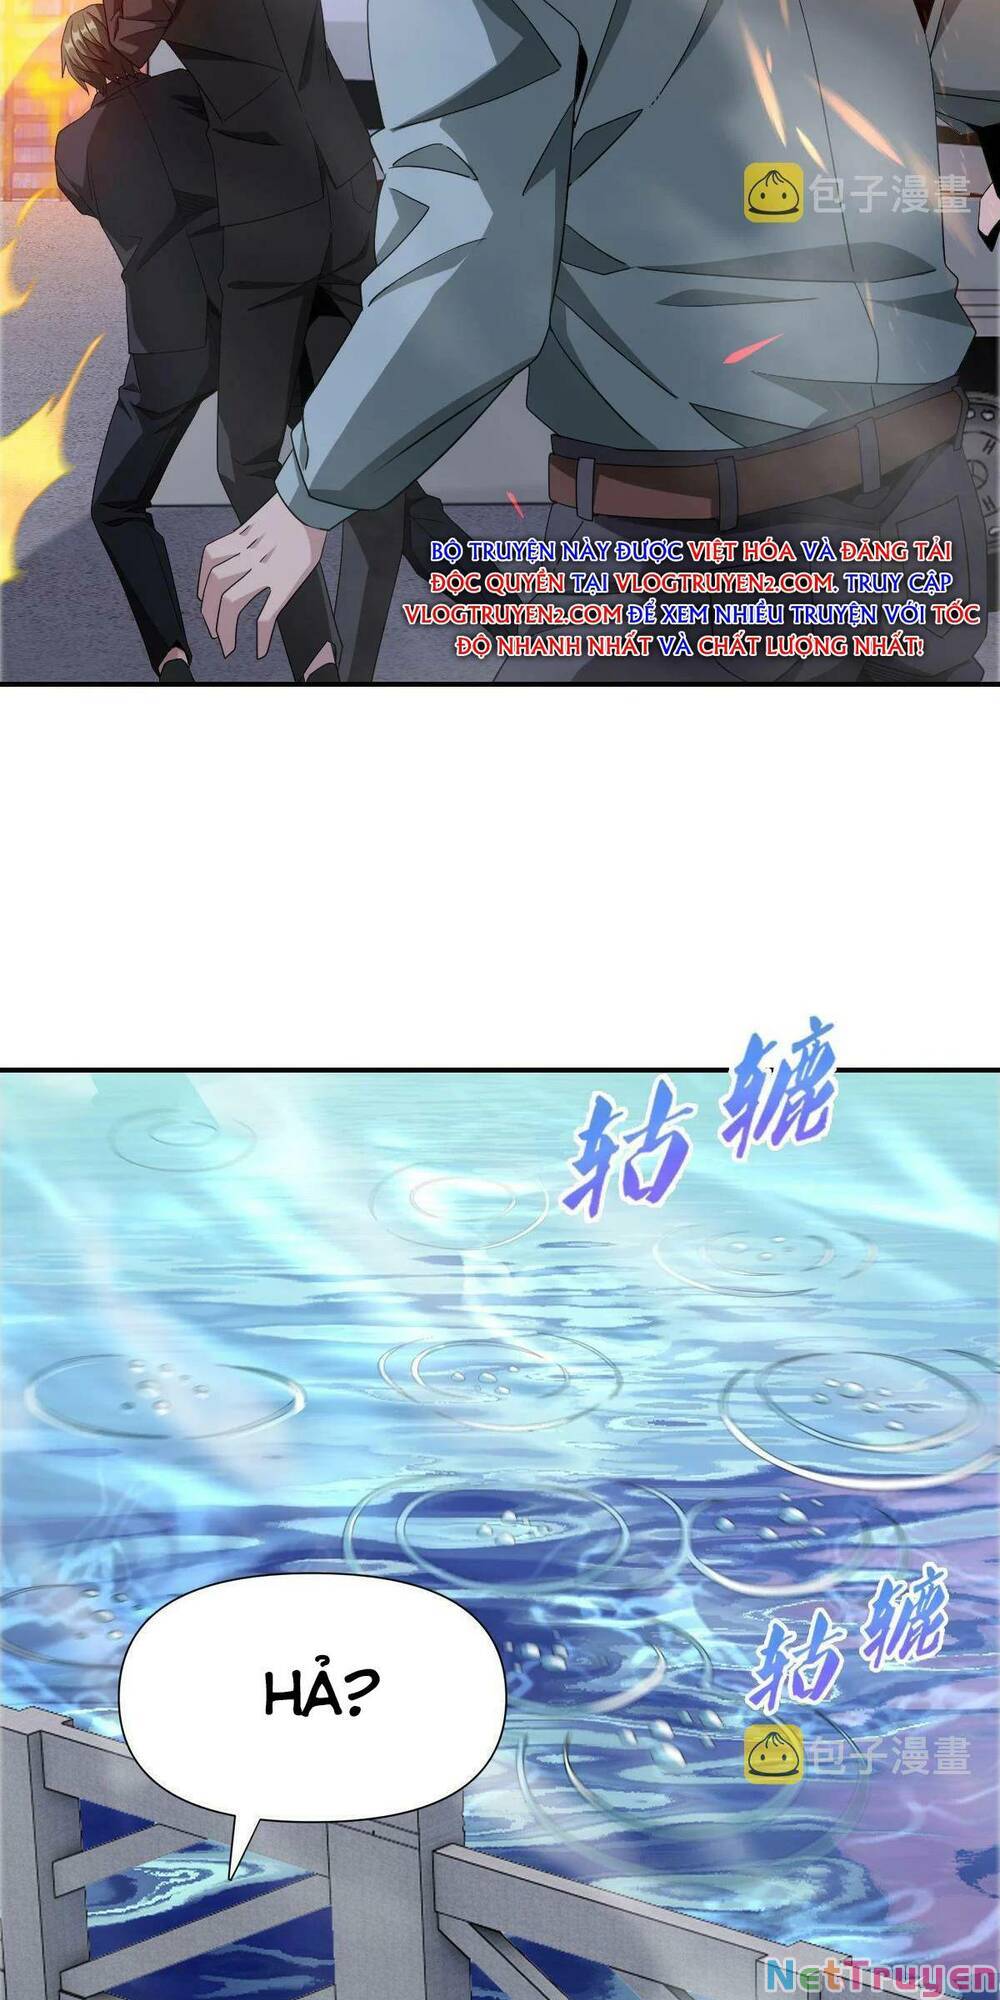 包子漫畫
BỘ TRUYỆN NÀY ĐƯỢC VIỆT HÓA VÀ ĐĂNG TẢI
ĐỘC QUYỀN TẠI VLOGTRUYEN2.COM. TRUY CẬP
VLOGTRUYEN2.COM ĐỂ XEM NHIỀU TRUYỆN VỚI TỐC
ĐỘ NHANH NHẤT VÀ CHẤT LƯỢNG NHẤT!
轱辘
轱辘
HẢ?
包子漫畫
NetTruyen